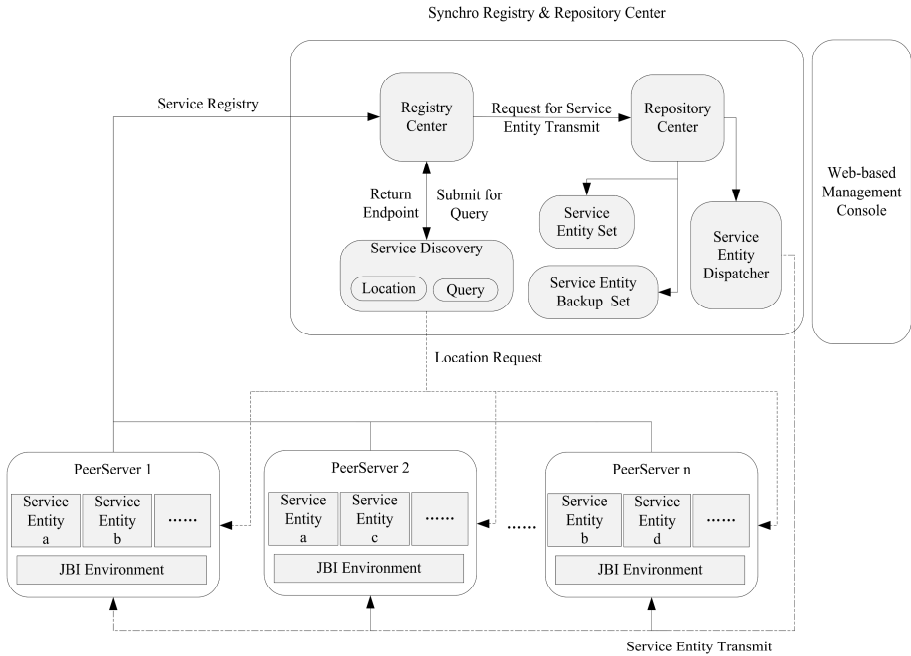 Synchro Registry & Repository Center
Service Registry
Registry
Center
Request for Service
Entity Transmit
Repository
Center
Web-based
Management
Console
Return
Endpoint
Submit for
Query
Service
Entity Set
Service
Entity
Dispatcher
Service Discovery
Location
Query
Service Entity
Backup Set
Location Request
PeerServer 1
Service
Entity
a
Service
Entity
b
......
JBI Environment
PeerServer 2
Service
Entity
a
Service
Entity
c
......
JBI Environment
......
PeerServer n
Service
Entity
b
Service
Entity
d
......
JBI Environment
Service Entity Transmit